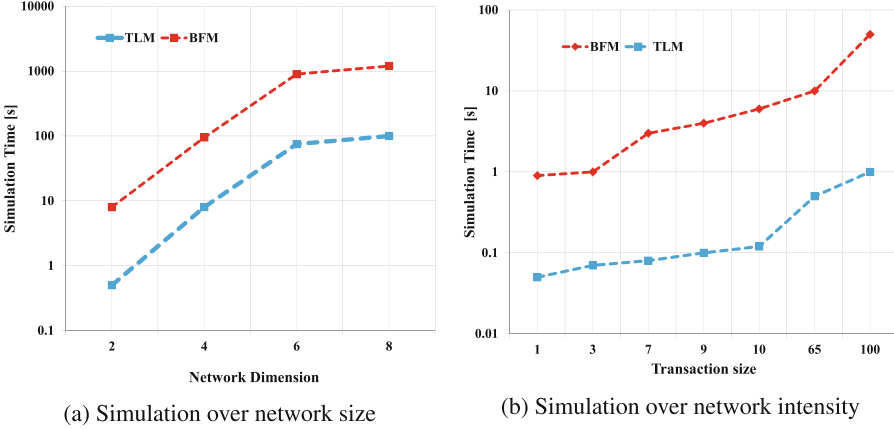 10000
1000
100
10
1
0.1
Simulation Time [s]
TLM BFM
2 4 6 8
Network Dimension
(a) Simulation over network size
100
10
1
0.1
0.01
Simulation Time [s]
BFM TLM
1 3 7 9 10 65 100
Transaction size
(b) Simulation over network intensity